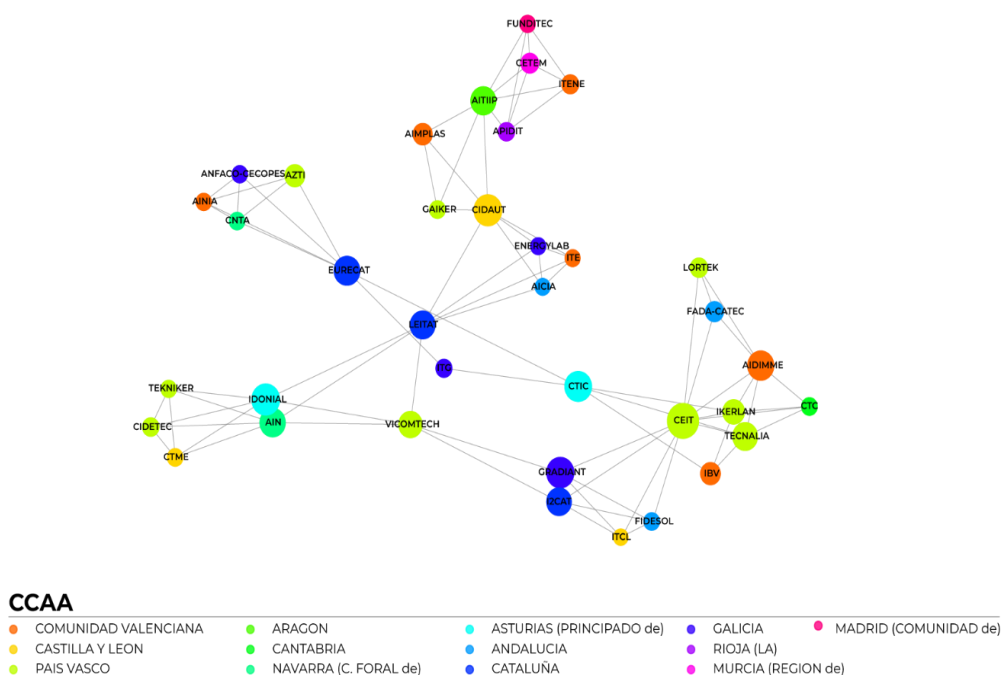 FUNDITEC
CETEM
ITENE
AITIIP
APIDIT
AIMPLAS
ANFACO-CECOPES
AZTI
AINIA
CNTA
GAIKER
CIDAUT
ENERGYLAB
ITE
EURECAT
LORTEK
AICIA
FADA-CATEC
LEITAT
AIDIMME
ITG
CTIC
TEKNIKER
IDONIAL
CTC
IKERLAN
CIDETEC
AIN
VICOMTECH
CEIT
TECNALIA
CTME
GRADIANT
IBV
I2CAT
FIDESOL
ITCL
CCAA
COMUNIDAD VALENCIANA
ARAGON
ASTURIAS (PRINCIPADO de)
GALICIA
MADRID (COMUNIDAD de)
CASTILLA Y LEON
CANTABRIA
ANDALUCIA
RIOJA (LA)
PAIS VASCO
NAVARRA (C. FORAL de)
CATALUÑA
MURCIA (REGION de)